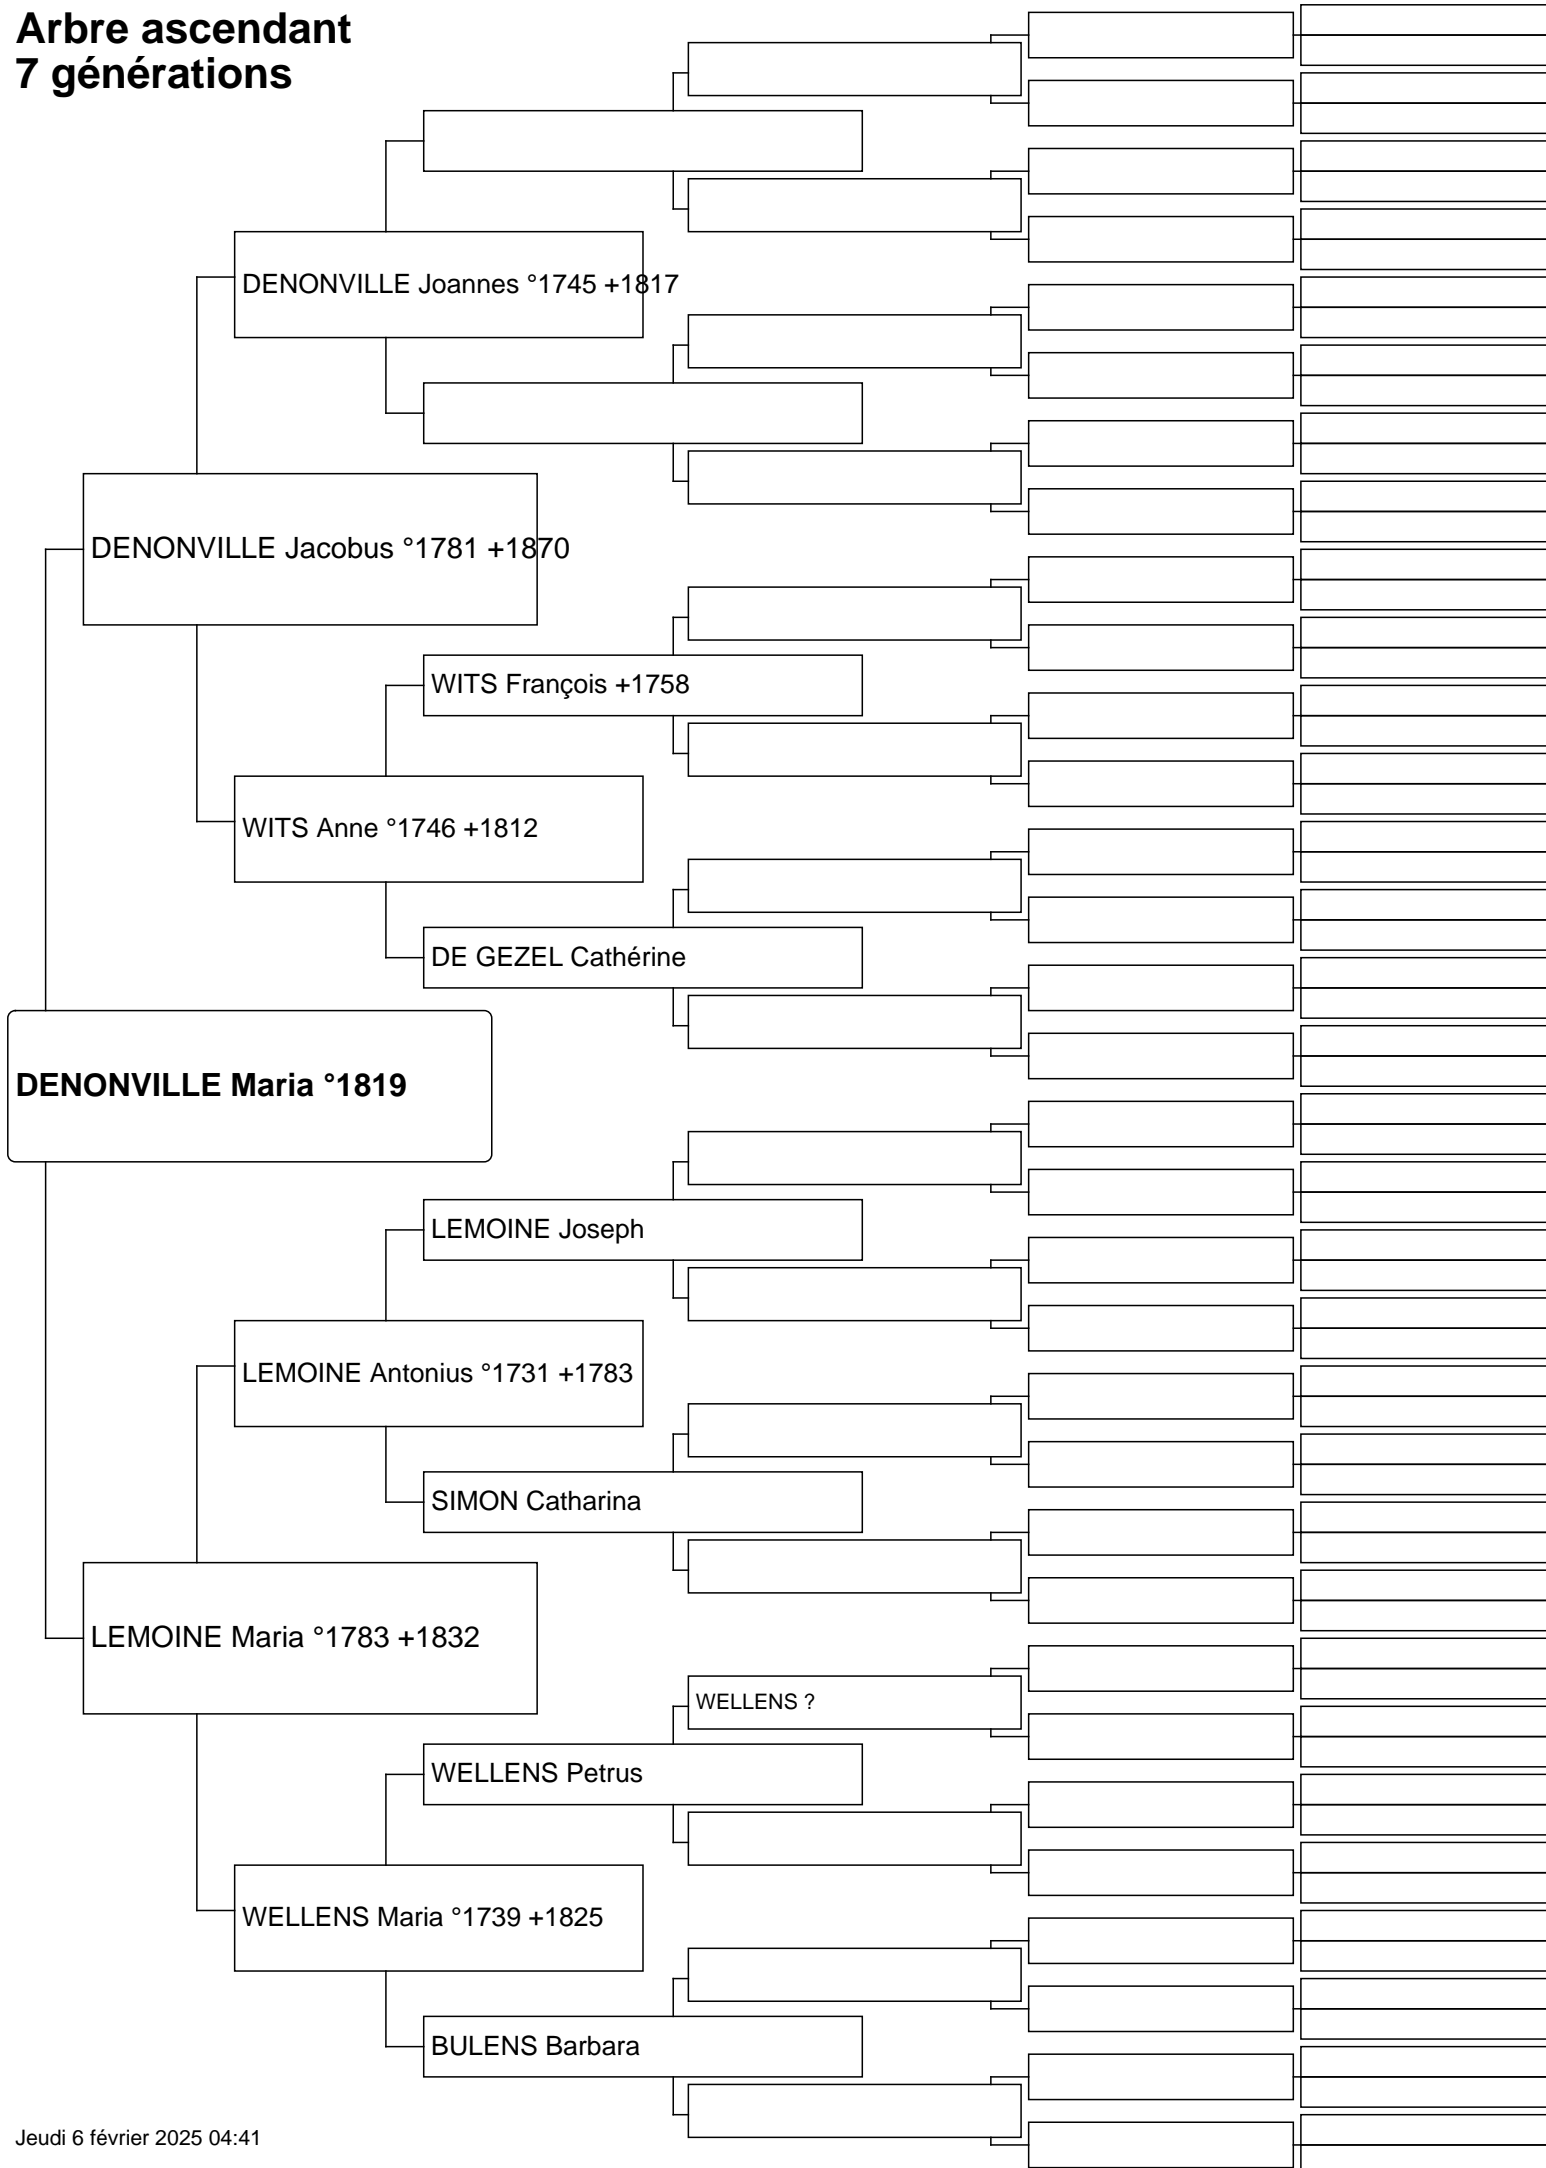 Arbre ascendant
7 générations
DENONVILLE Joannes °1745 +1817
DENONVILLE Jacobus °1781 +1870
WITS François +1758
WITS Anne °1746 +1812
DE GEZEL Cathérine
DENONVILLE Maria °1819
LEMOINE Joseph
LEMOINE Antonius °1731 +1783
SIMON Catharina
LEMOINE Maria °1783 +1832
WELLENS ?
WELLENS Petrus
WELLENS Maria °1739 +1825
BULENS Barbara
Jeudi 6 février 2025 04:41